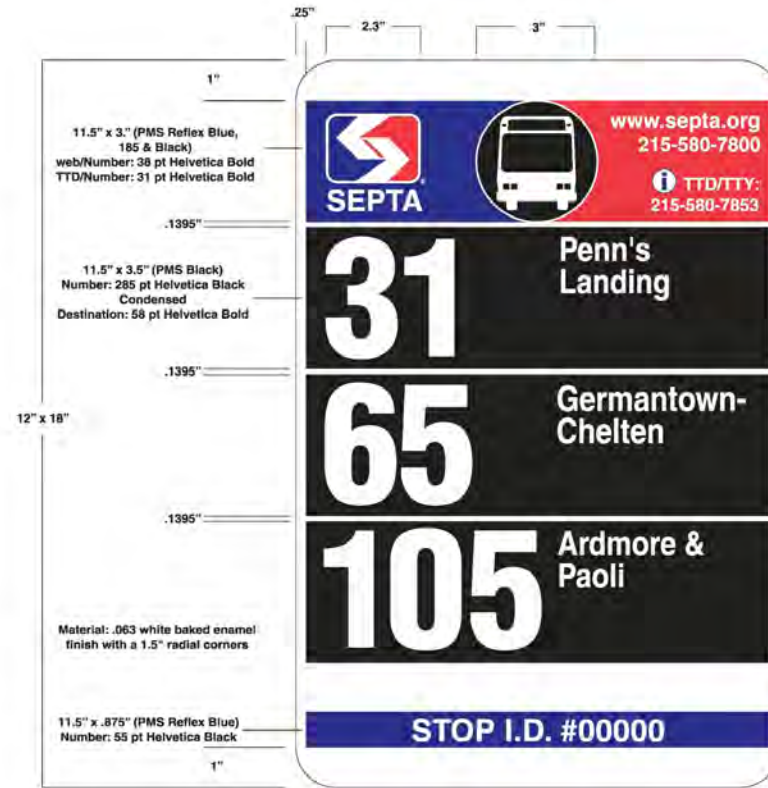 .25”
2.3”
3”
1”
11.5” x 3.” (PMS Reflex Blue,
185 & Black)
web/Number: 38 pt Helvetica Bold
TTD/Number: 31 pt Helvetica Bold
www.septa.org
215-580-7800
i TTD/TTY:
215-580-7853
SEPTA
.1395”
11.5” x 3.5” (PMS Black)
Number: 285 pt Helvetica Black
Condensed
Destination: 58 pt Helvetica Bold
31
Penn's
Landing
.1395”
12” x 18”
65
Germantown-
Chelten
.1395”
105
Ardmore &
Paoli
Material: .063 white baked enamel
finish with a 1.5" radial corners
11.5” x .875” (PMS Reflex Blue)
Number: 55 pt Helvetica Black
STOP I.D. #00000
1”